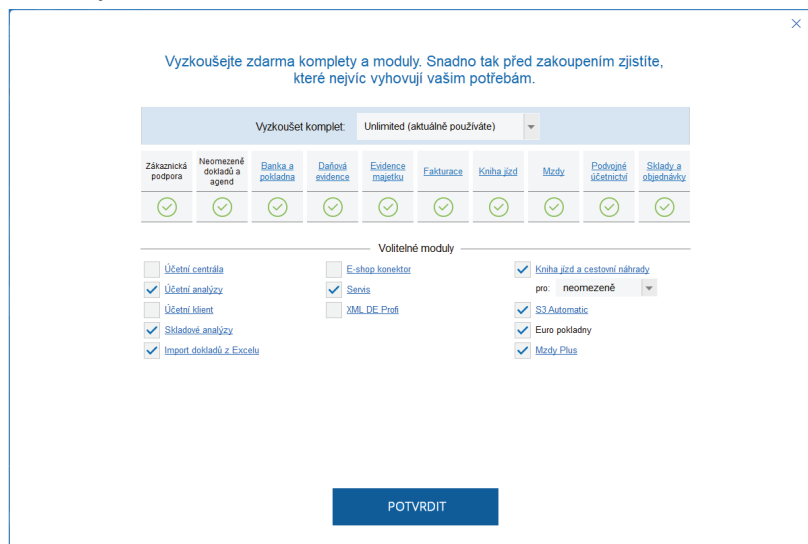 Vyzkoušejte zdarma komplety a moduly. Snadno tak před zakoupením zjistíte,
které nejvíc vyhovují vašim potřebám.
Vyzkoušet komplet: Unlimited (aktuálně používáte)
Zákaznická podpora
Neomezeně dokladů a agend
Banka a pokladna
Daňová evidence
Evidence majetku
Fakturace
Kniha jízd
Mzdy
Podvojné účetnictví
Sklady a objednávky
Volitelné moduly
Účetní centrála
Účetní analýzy
Účetní klient
Skladové analýzy
Import dokladů z Excelu
E-shop konektor
Servis
XML DE Profi
Kniha jízd a cestovní náhrady
pro: neomezeně
S3 Automatic
Euro pokladny
Mzdy Plus
POTVRDIT